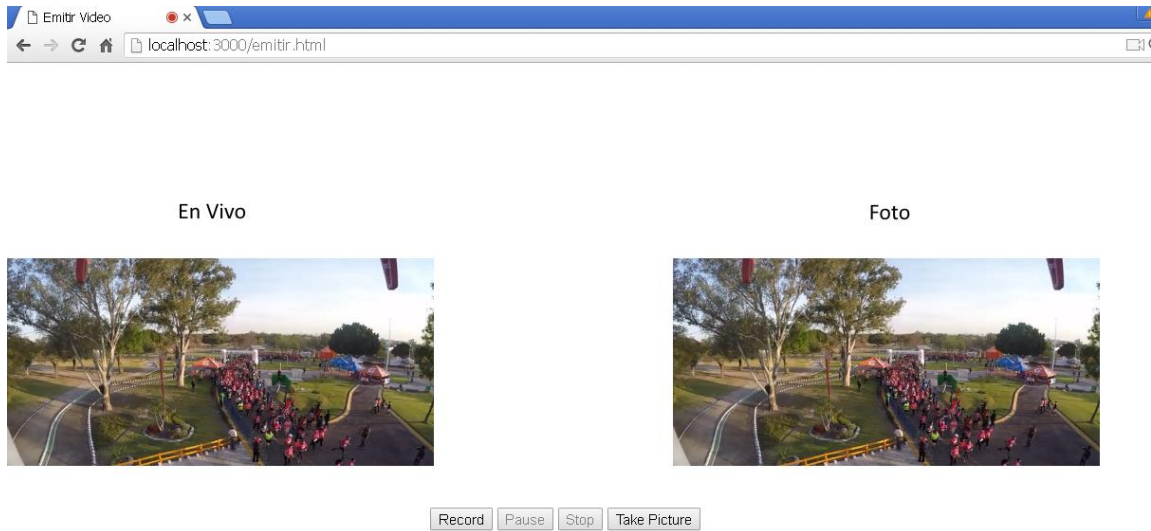 Emitir Video
localhost:3000/emitir.html
En Vivo
Foto
Record Pause Stop Take Picture